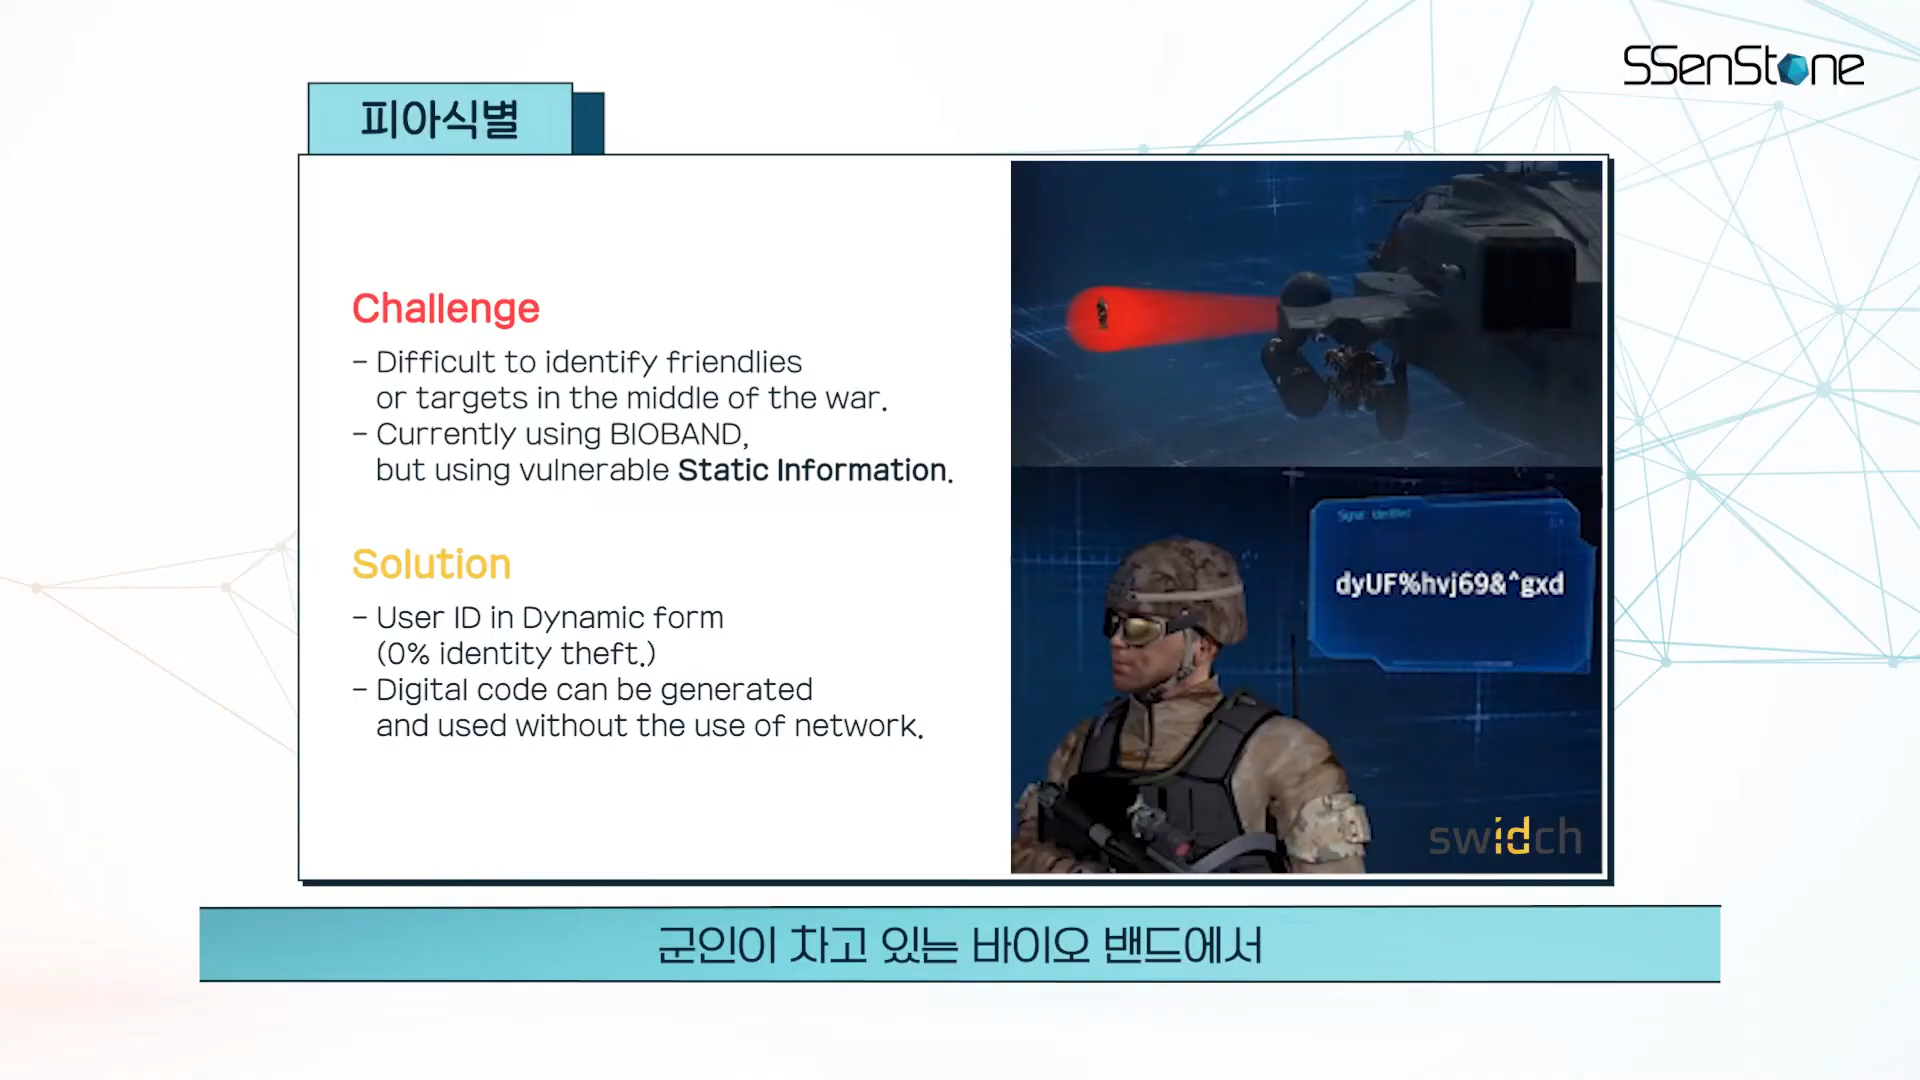 SSenStone
피아식별
Challenge
- Difficult to identify friendlies
or targets in the middle of the war.
- Currently using BIOBAND,
but using vulnerable Static Information.
Solution
- User ID in Dynamic form
(0% identity theft.)
- Digital code can be generated
and used without the use of network.
Signal Identified
dyUF%hvj69&^gxd
swidch
군인이 차고 있는 바이오 밴드에서